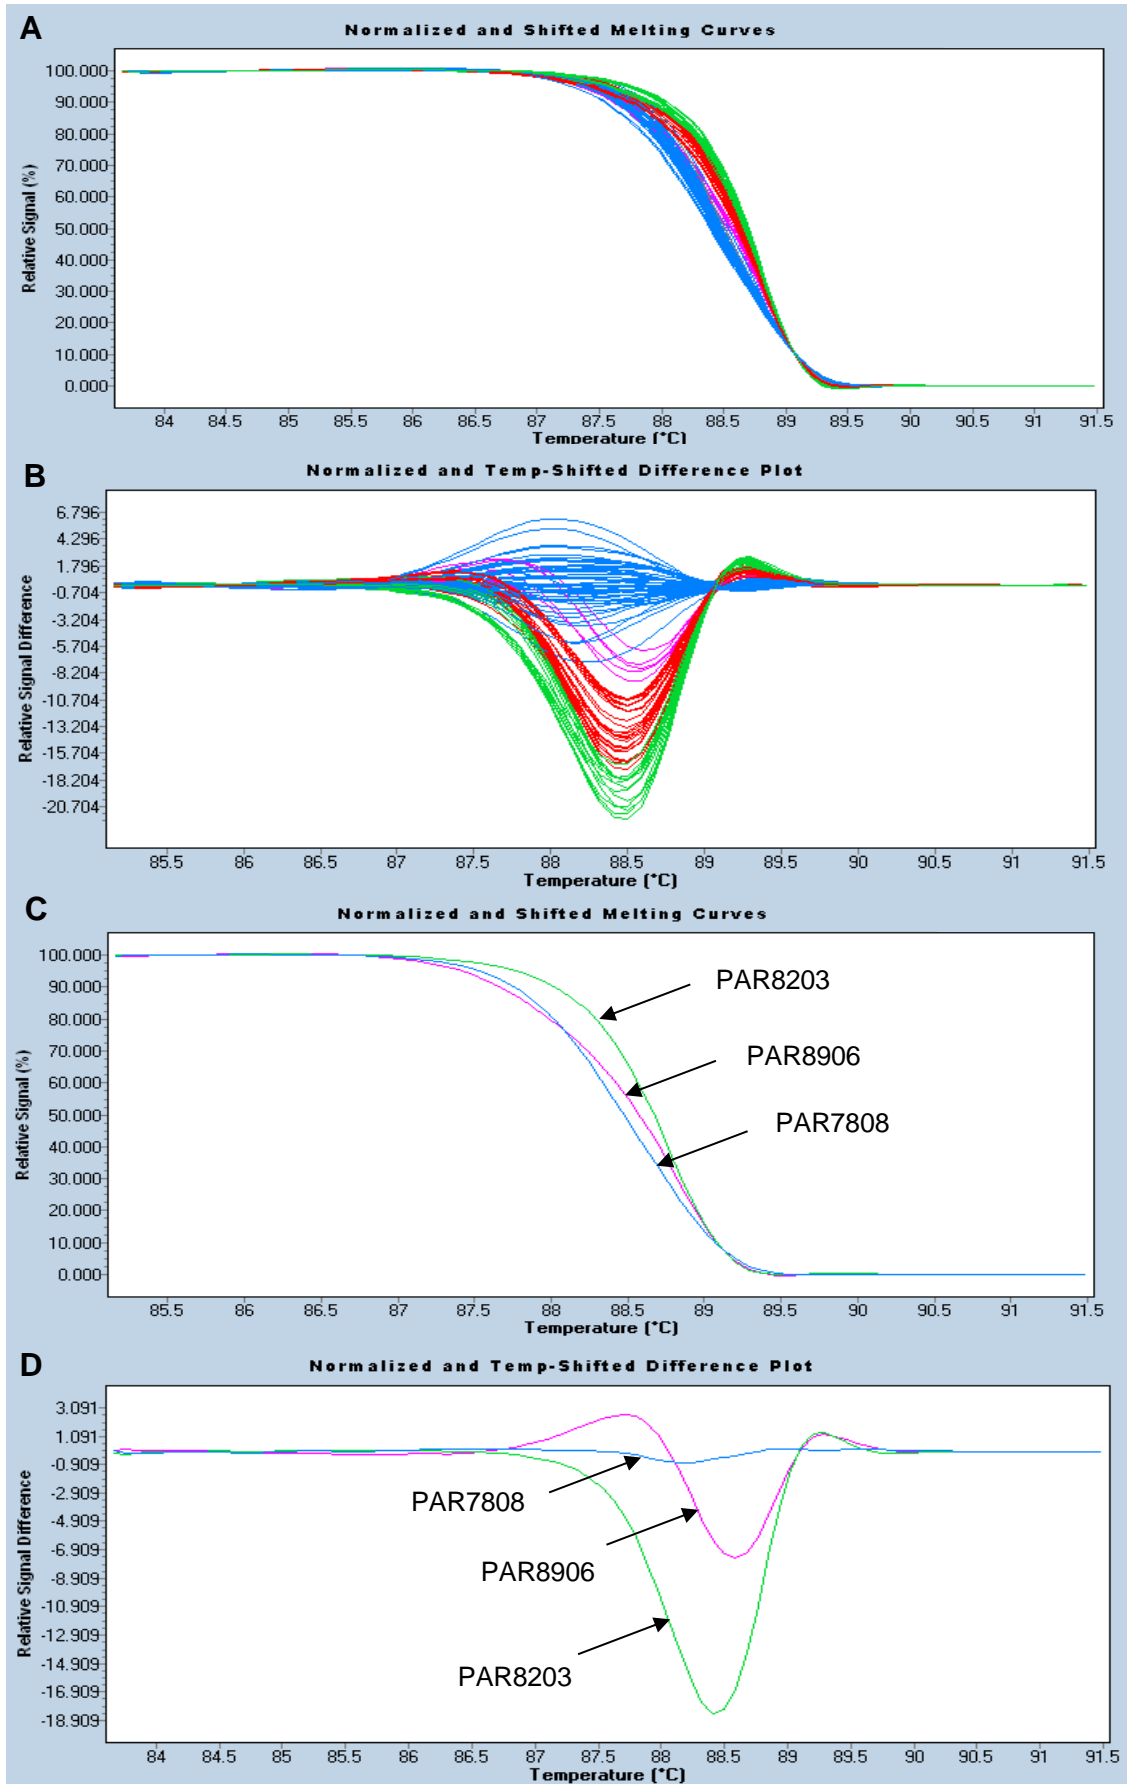 A
Normalized and Shifted Melting Curves
Relative Signal (%)
100.000
90.000
80.000
70.000
60.000
50.000
40.000
30.000
20.000
10.000
0.000
84 84.5 85 85.5 86 86.5 87 87.5 88 88.5 89 89.5 90 90.5 91 91.5
Temperature (°C)
B
Normalized and Temp-Shifted Difference Plot
Relative Signal Difference
6.796
4.296
1.796
-0.704
-3.204
-5.704
-8.204
-10.704
-13.204
-15.704
-18.204
-20.704
85.5 86 86.5 87 87.5 88 88.5 89 89.5 90 90.5 91 91.5
Temperature (°C)
C
Normalized and Shifted Melting Curves
Relative Signal (%)
100.000
90.000
80.000
70.000
60.000
50.000
40.000
30.000
20.000
10.000
0.000
PAR8203
PAR8906
PAR7808
85.5 86 86.5 87 87.5 88 88.5 89 89.5 90 90.5 91 91.5
Temperature (°C)
D
Normalized and Temp-Shifted Difference Plot
Relative Signal Difference
3.091
1.091
-0.909
-2.909
-4.909
-6.909
-8.909
-10.909
-12.909
-14.909
-16.909
-18.909
PAR7808
PAR8906
PAR8203
84 84.5 85 85.5 86 86.5 87 87.5 88 88.5 89 89.5 90 90.5 91 91.5
Temperature (°C)